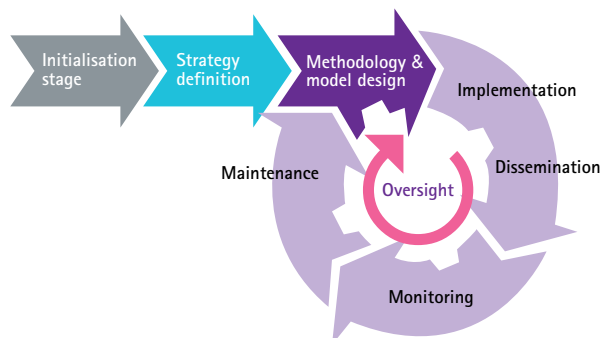 Initialisation
stage
Strategy
definition
Methodology &
model design
Implementation
Dissemination
Monitoring
Maintenance
Oversight